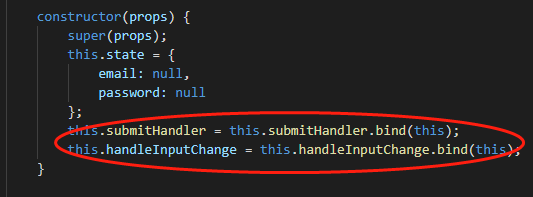 constructor(props) {
super(props);
this.state = {
email: null,
password: null
};
this.submitHandler = this.submitHandler.bind(this);
this.handleInputChange = this.handleInputChange.bind(this);
}